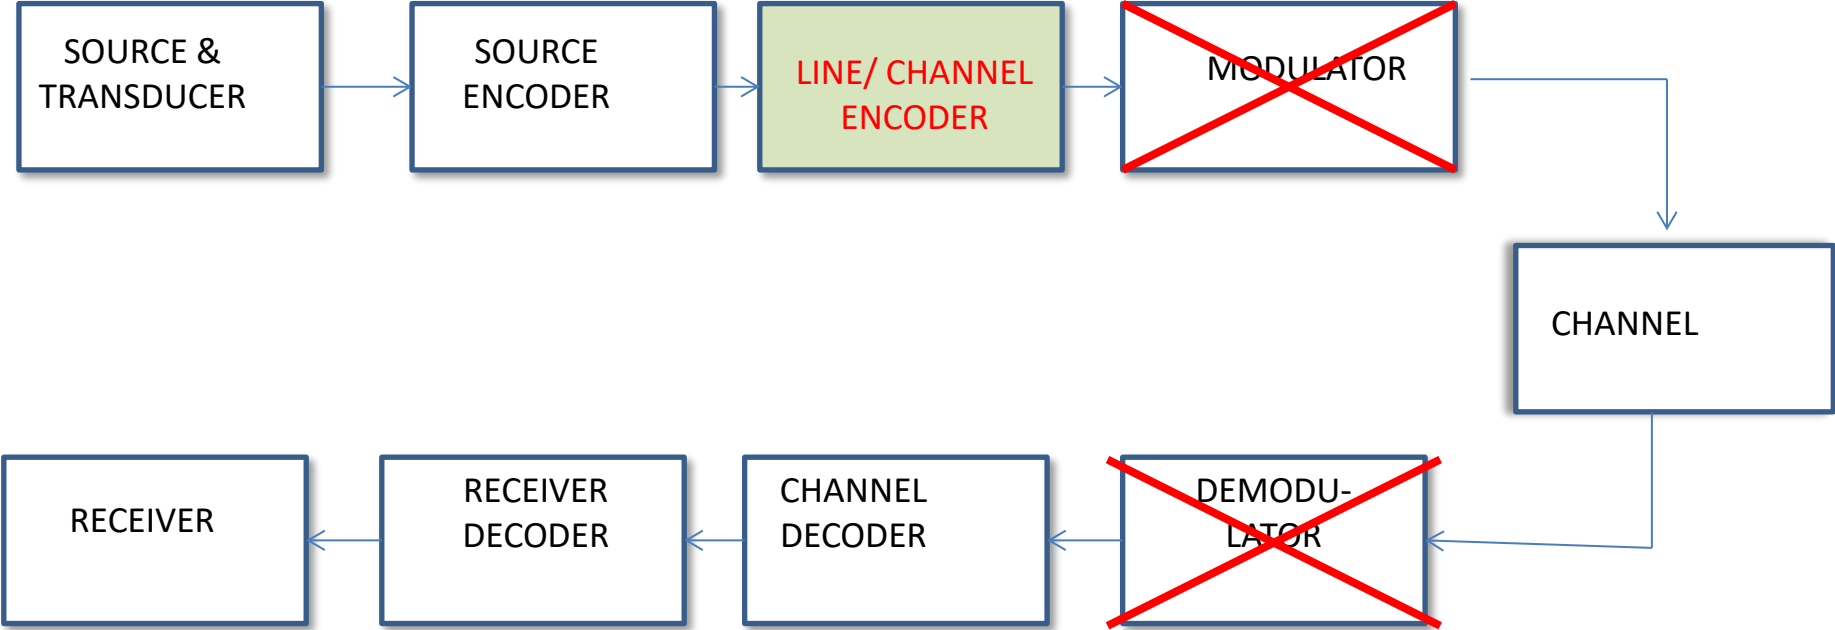 SOURCE &
TRANSDUCER
SOURCE
ENCODER
LINE/ CHANNEL
ENCODER
MODULATOR
CHANNEL
RECEIVER
RECEIVER
DECODER
CHANNEL
DECODER
DEMODU-
LATOR